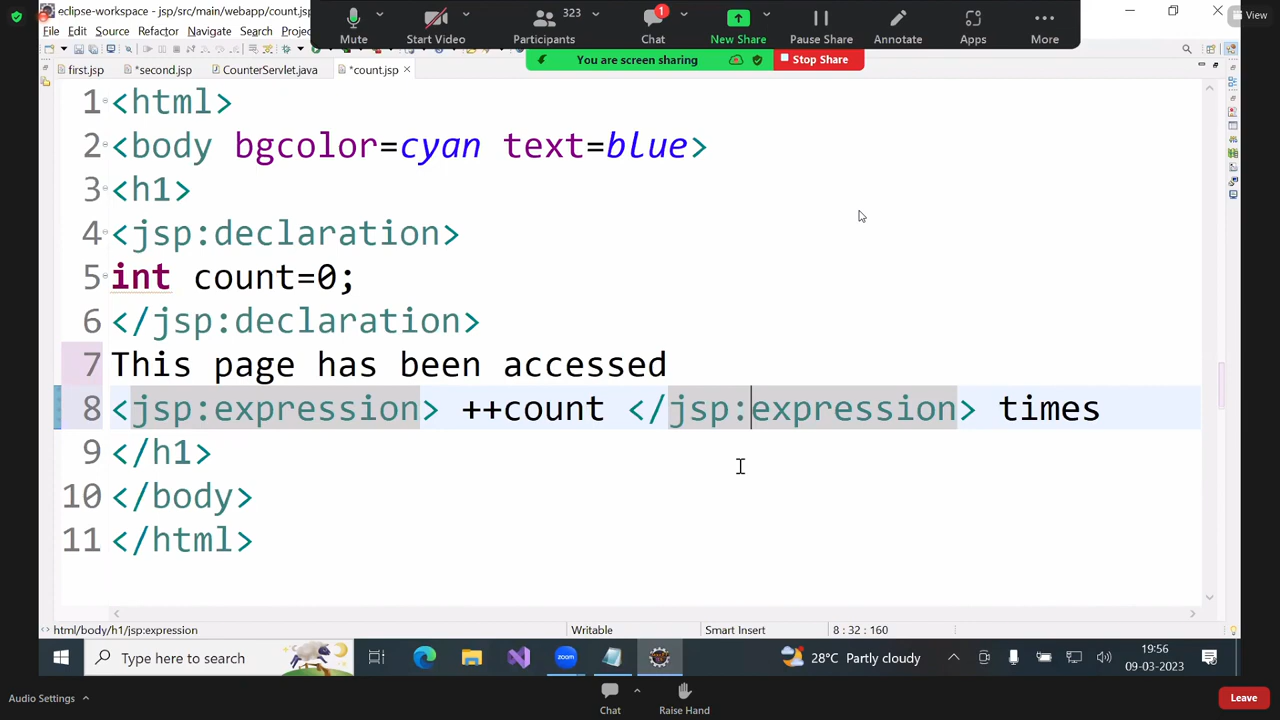 eclipse-workspace - jsp/src/main/webapp/count.jsp
View
Mute
Start Video
323
Participants
1
Chat
New Share
Pause Share
Annotate
Apps
More
File Edit Source Refactor Navigate Search
You are screen sharing
Stop Share
first.jsp *second.jsp CounterServlet.java *count.jsp
1 <html>
2 <body bgcolor=cyan text=blue>
3 <h1>
4 <jsp:declaration>
5 int count=0;
6 </jsp:declaration>
7 This page has been accessed
8 <jsp:expression> ++count </jsp:expression> times
9 </h1>
10 </body>
11 </html>
html/body/h1/jsp:expression Writable Smart Insert 8 : 32 : 160
Type here to search
zoom
28°C Partly cloudy
19:56
09-03-2023
Audio Settings
Chat
Raise Hand
Leave